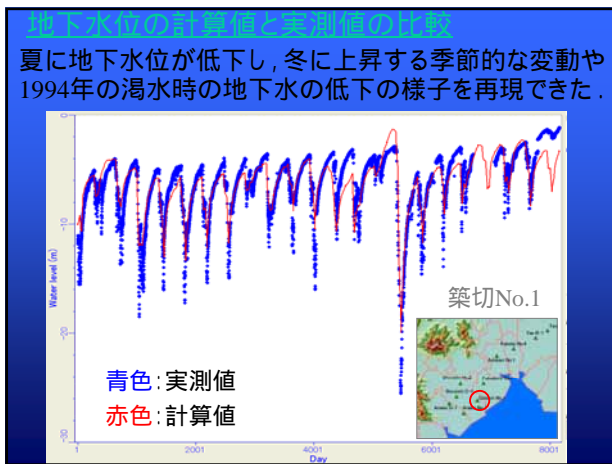 地下水位の計算値と実測値の比較
夏に地下水位が低下し,冬に上昇する季節的な変動や
1994年の渇水時の地下水の低下の様子を再現できた.
0
-10
-20
-30
Water level (m)
築切No.1
青色:実測値
赤色:計算値
1
2001
4001
6001
8001
Day